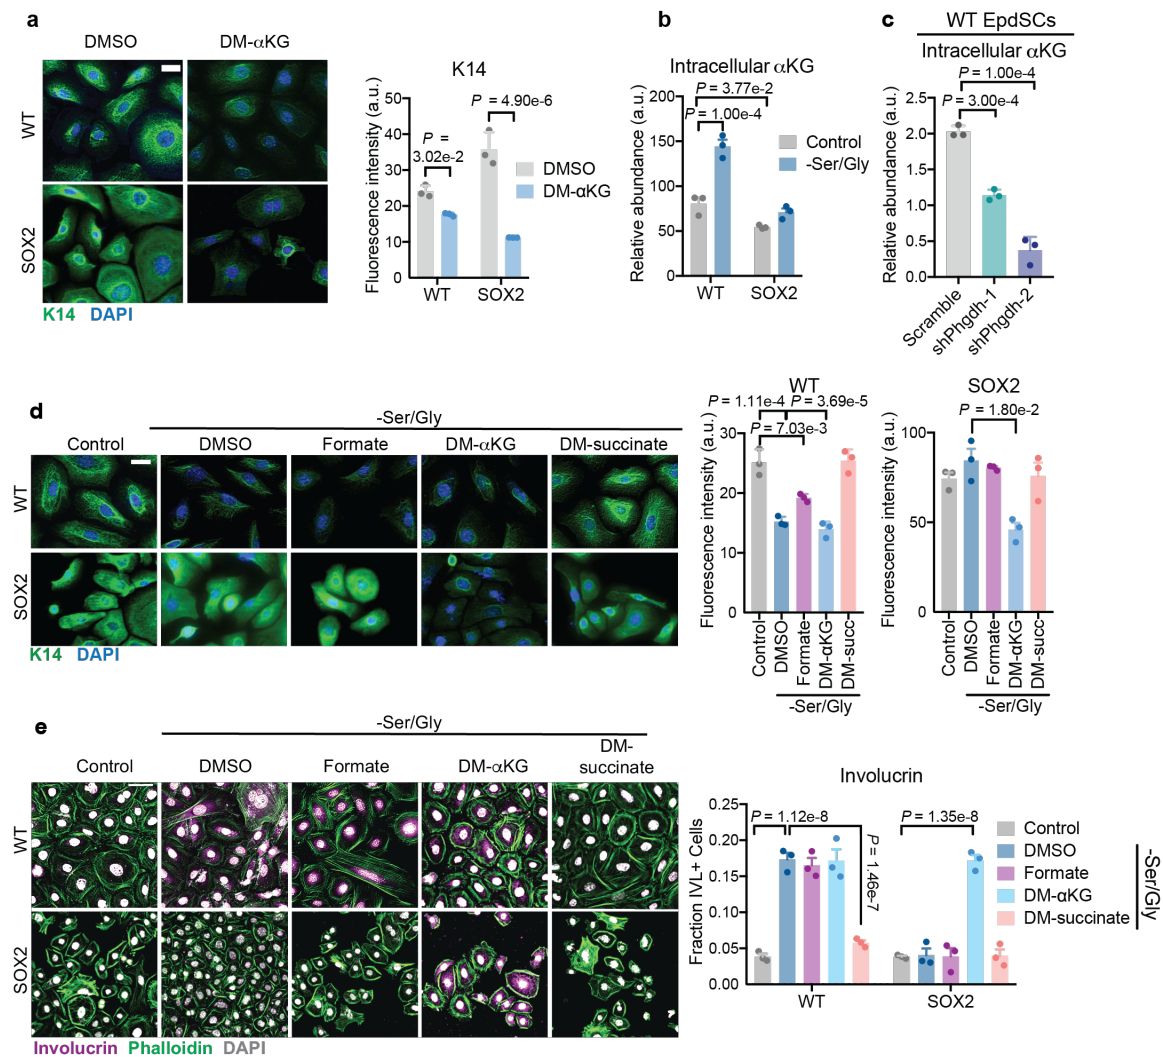 a
DMSO
DM-αKG
WT
SOX2
K14 DAPI
K14
Fluorescence intensity (a.u.)
50
40
30
20
10
0
P =
3.02e-2
P = 4.90e-6
DMSO
DM-αKG
WT
SOX2
b
Intracellular αKG
P = 3.77e-2
P = 1.00e-4
Relative abundance (a.u.)
200
150
100
50
0
Control
-Ser/Gly
WT
SOX2
c
WT EpdSCs
Intracellular αKG
P = 1.00e-4
P = 3.00e-4
Relative abundance (a.u.)
2.5
2.0
1.5
1.0
0.5
0.0
Scramble
shPhgdh-1
shPhgdh-2
d
-Ser/Gly
Control
DMSO
Formate
DM-αKG
DM-succinate
WT
SOX2
K14 DAPI
WT
P = 1.11e-4
P = 3.69e-5
P = 7.03e-3
Fluorescence intensity (a.u.)
30
20
10
0
Control
DMSO
Formate
DM-αKG
DM-succ-
-Ser/Gly
SOX2
P = 1.80e-2
Fluorescence intensity (a.u.)
100
50
0
Control
DMSO
Formate
DM-αKG
DM-succ-
-Ser/Gly
e
-Ser/Gly
Control
DMSO
Formate
DM-αKG
DM-
succinate
WT
SOX2
Involucrin Phalloidin DAPI
Involucrin
Fraction IVL+ Cells
0.25
0.20
0.15
0.10
0.05
0.00
P = 1.12e-8
P = 1.46e-7
P = 1.35e-8
WT
SOX2
Control
DMSO
Formate
DM-αKG
DM-succinate
-Ser/Gly